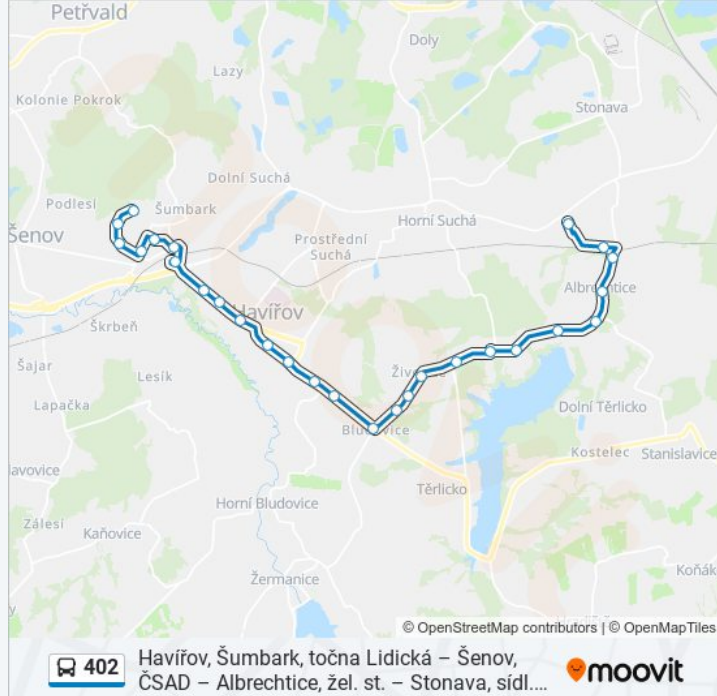 Petřvald
Doly
Lazy
Kolonie Pokrok
Stonava
Dolní Suchá
Podlesí
Šumbark
Horní Suchá
Šenov
Prostřední
Suchá
Albrechtice
Havířov
Škrbeň
Šajar
Lesík
Lapačka
Dolní Těrlicko
Bludovice
Kostelec
Stanislavice
Těrlicko
Zálesí
Horní Bludovice
Kaňovice
Žermanice
© OpenStreetMap contributors | © OpenMapTiles
402
Havířov, Šumbark, točna Lidická – Šenov,
ČSAD – Albrechtice, žel. st. – Stonava, sídl....
moovit